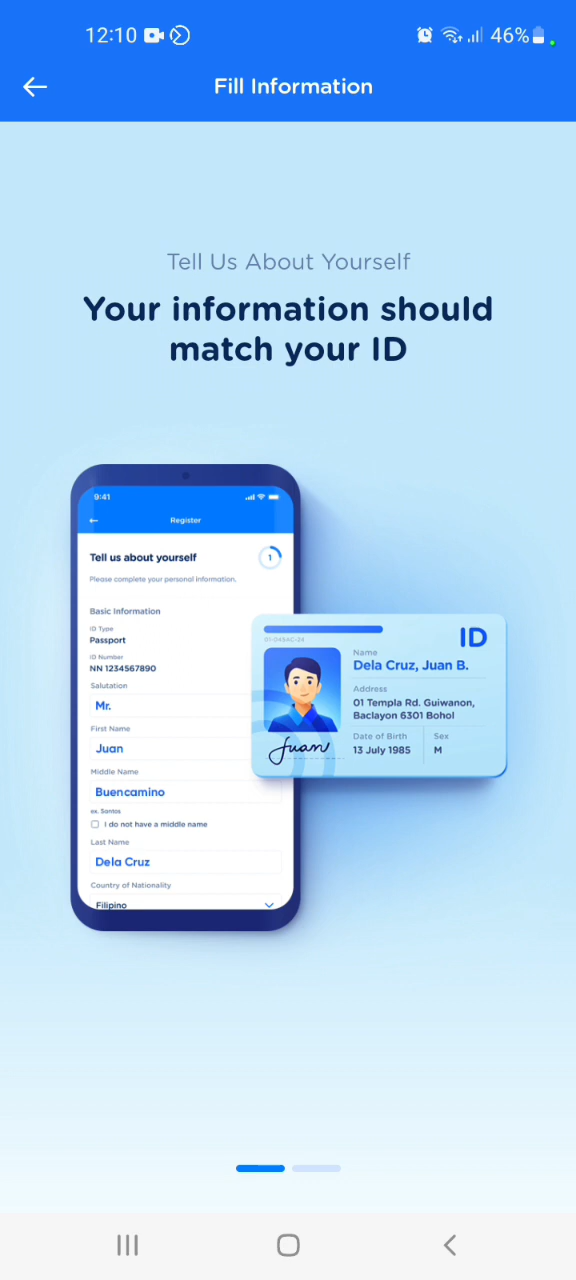 12:10
46%
Fill Information
Tell Us About Yourself
Your information should
match your ID
9:41
Register
Tell us about yourself
1
Please complete your personal information.
Basic Information
ID Type
Passport
ID Number
NN 1234567890
Salutation
Mr.
First Name
Juan
Middle Name
Buencamino
ex. Santos
I do not have a middle name
Last Name
Dela Cruz
Country of Nationality
Filipino
ID
Name
Dela Cruz, Juan B.
Address
01 Templa Rd. Guiwanon,
Baclayon 6301 Bohol
Date of Birth
Sex
13 July 1985
M
Juan